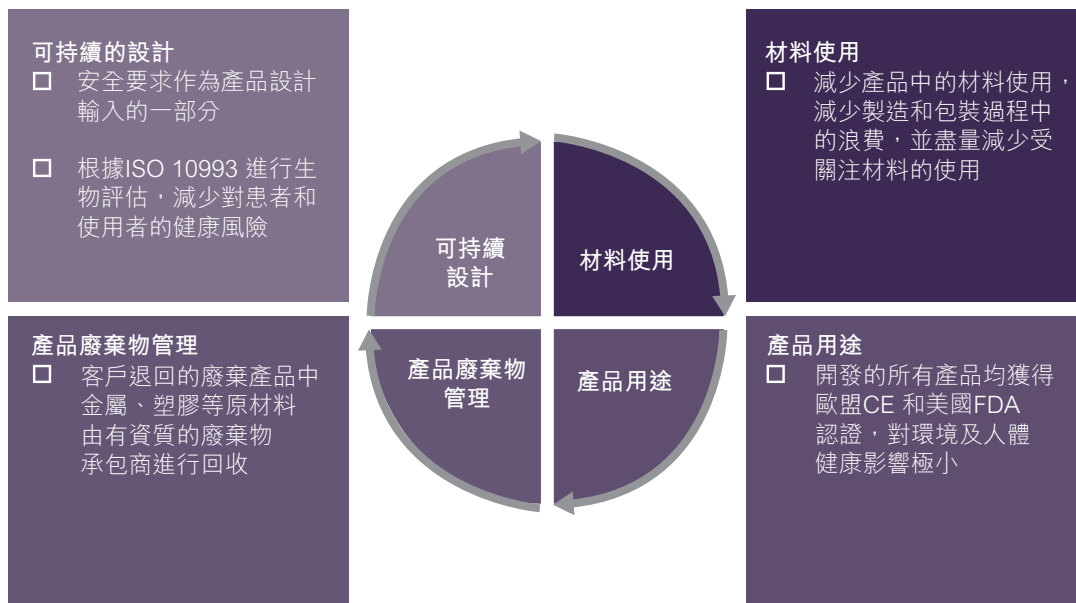 可持續的設計
□ 安全要求作為產品設計
輸入的一部分
□ 根據ISO 10993 進行生
物評估，減少對患者和
使用者的健康風險
材料使用
□ 減少產品中的材料使用，
減少製造和包裝過程中
的浪費，並盡量減少受
關注材料的使用
可持續
設計
材料使用
產品廢棄物
管理
產品用途
產品廢棄物管理
□ 客戶退回的廢棄產品中
金屬、塑膠等原材料
由有資質的廢棄物
承包商進行回收
產品用途
□ 開發的所有產品均獲得
歐盟CE 和美國FDA
認證，對環境及人體
健康影響極小